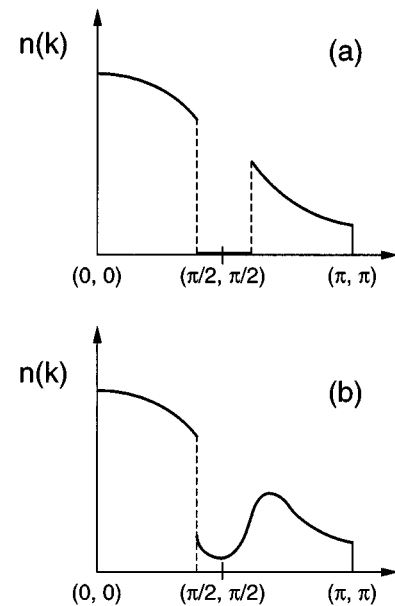 n(k)
(a)
(0, 0)
(π/2, π/2)
(π, π)
n(k)
(b)
(0, 0)
(π/2, π/2)
(π, π)